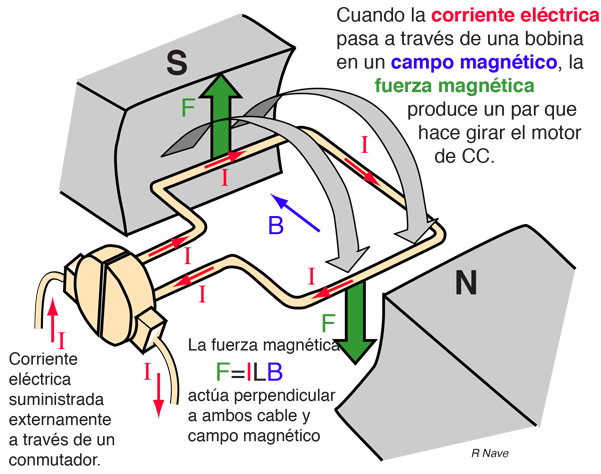 Cuando la corriente eléctrica
pasa a través de una bobina
en un campo magnético, la
fuerza magnética
produce un par que
hace girar el motor
de CC.
S
F
I
I
B
I
I
I
N
F
I
I
Corriente
eléctrica
suministrada
externamente
a través de un
conmutador.
La fuerza magnética
F=ILB
actúa perpendicular
a ambos cable y
campo magnético
R Nave